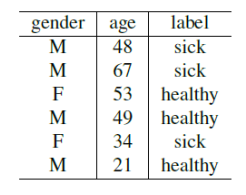 gender age label
M 48 sick
M 67 sick
F 53 healthy
M 49 healthy
F 34 sick
M 21 healthy